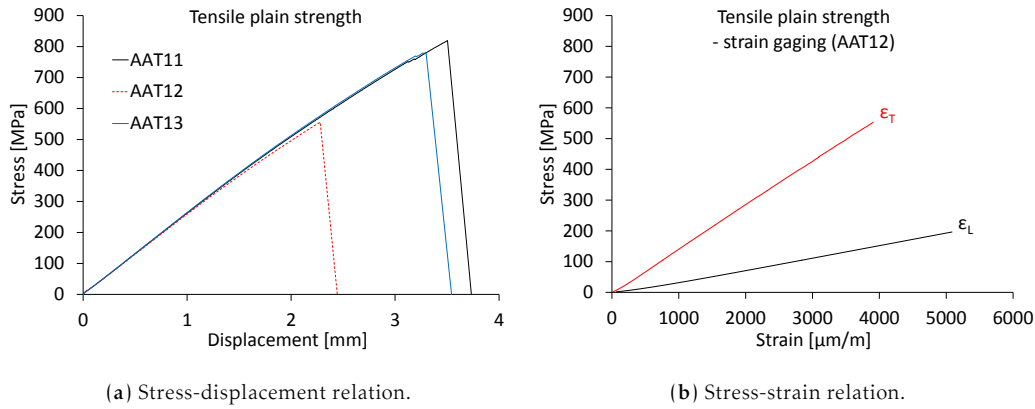 Tensile plain strength
900
800
700
600
500
400
300
200
100
0
Stress [MPa]
AAT11
AAT12
AAT13
0 1 2 3 4
Displacement [mm]
(a) Stress-displacement relation.
Tensile plain strength
- strain gaging (AAT12)
900
800
700
600
500
400
300
200
100
0
Stress [MPa]
εT
εL
0 1000 2000 3000 4000 5000 6000
Strain [µm/m]
(b) Stress-strain relation.